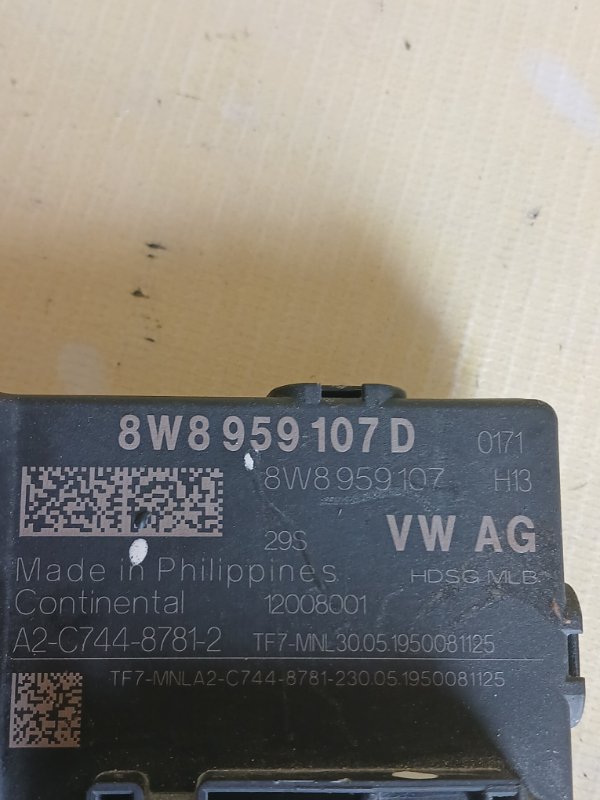 8W8 959 107 D 0171
8W8 959 107 H13
29S VW AG
Made in Philippines HDSG MLB
Continental 12008001
A2-C744-8781-2 TF7-MNL30.05.1950081125
TF7-MNLA2-C744-8781-230.05.1950081125